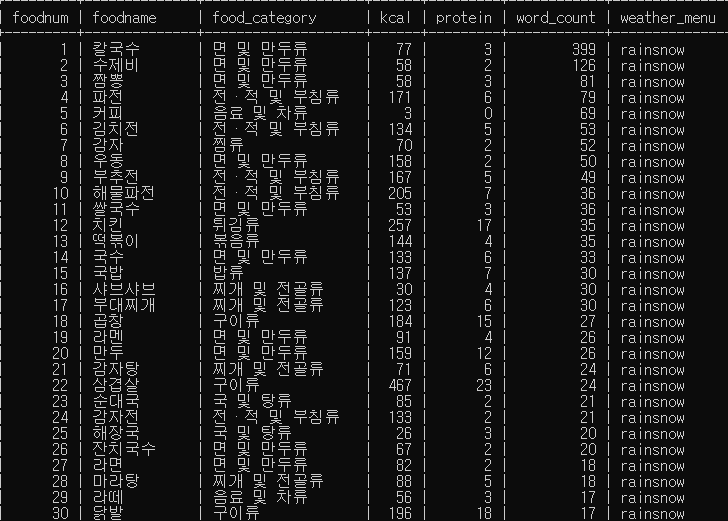 | foodnum | foodname | food_category | kcal | protein | word_count | weather_menu
| 1 | 칼국수 | 면 및 만두류 | 77 | 3 | 399 | rainsnow
| 2 | 수제비 | 면 및 만두류 | 58 | 2 | 126 | rainsnow
| 3 | 짬뽕 | 면 및 만두류 | 58 | 3 | 81 | rainsnow
| 4 | 파전 | 전·적 및 부침류 | 171 | 6 | 79 | rainsnow
| 5 | 커피 | 음료 및 차류 | 3 | 0 | 69 | rainsnow
| 6 | 김치전 | 전·적 및 부침류 | 134 | 5 | 53 | rainsnow
| 7 | 감자 | 찜류 | 70 | 2 | 52 | rainsnow
| 8 | 우동 | 면 및 만두류 | 158 | 2 | 50 | rainsnow
| 9 | 부추전 | 전·적 및 부침류 | 167 | 5 | 49 | rainsnow
| 10 | 해물파전 | 전·적 및 부침류 | 205 | 7 | 36 | rainsnow
| 11 | 쌀국수 | 면 및 만두류 | 53 | 3 | 36 | rainsnow
| 12 | 치킨 | 튀김류 | 257 | 17 | 35 | rainsnow
| 13 | 떡볶이 | 볶음류 | 144 | 4 | 35 | rainsnow
| 14 | 국수 | 면 및 만두류 | 133 | 6 | 33 | rainsnow
| 15 | 국밥 | 밥류 | 137 | 7 | 30 | rainsnow
| 16 | 샤브샤브 | 찌개 및 전골류 | 30 | 4 | 30 | rainsnow
| 17 | 부대찌개 | 찌개 및 전골류 | 123 | 6 | 30 | rainsnow
| 18 | 곱창 | 구이류 | 184 | 15 | 27 | rainsnow
| 19 | 라멘 | 면 및 만두류 | 91 | 4 | 26 | rainsnow
| 20 | 만두 | 면 및 만두류 | 159 | 12 | 26 | rainsnow
| 21 | 감자탕 | 찌개 및 전골류 | 71 | 6 | 24 | rainsnow
| 22 | 삼겹살 | 구이류 | 467 | 23 | 24 | rainsnow
| 23 | 순대국 | 국 및 탕류 | 85 | 2 | 21 | rainsnow
| 24 | 감자전 | 전·적 및 부침류 | 133 | 2 | 21 | rainsnow
| 25 | 해장국 | 국 및 탕류 | 26 | 3 | 20 | rainsnow
| 26 | 잔치국수 | 면 및 만두류 | 67 | 2 | 20 | rainsnow
| 27 | 라면 | 면 및 만두류 | 82 | 2 | 18 | rainsnow
| 28 | 마라탕 | 찌개 및 전골류 | 88 | 5 | 18 | rainsnow
| 29 | 라떼 | 음료 및 차류 | 56 | 3 | 17 | rainsnow
| 30 | 닭발 | 구이류 | 196 | 18 | 17 | rainsnow